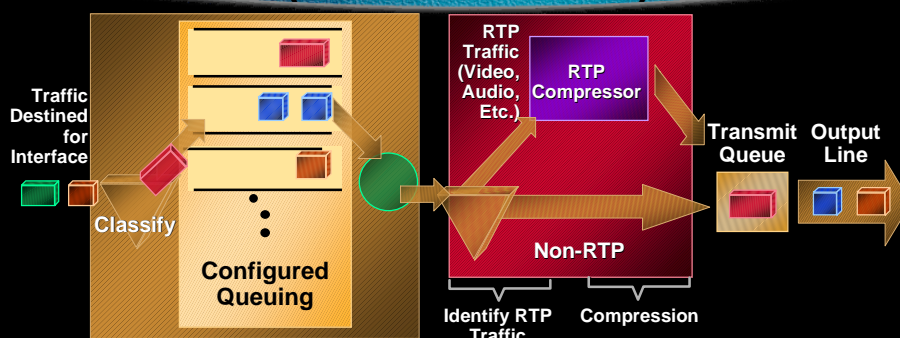 Traffic
Destined
for
Interface
Classify
Configured
Queuing
RTP
Traffic
(Video,
Audio,
Etc.)
RTP
Compressor
Non-RTP
Identify RTP
Traffic
Compression
Transmit
Queue
Output
Line